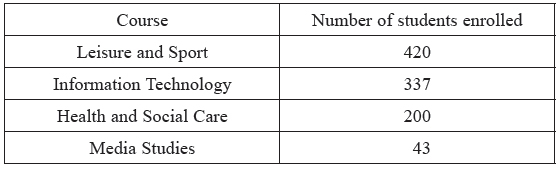 Course Number of students enrolled
Leisure and Sport 420
Information Technology 337
Health and Social Care 200
Media Studies 43